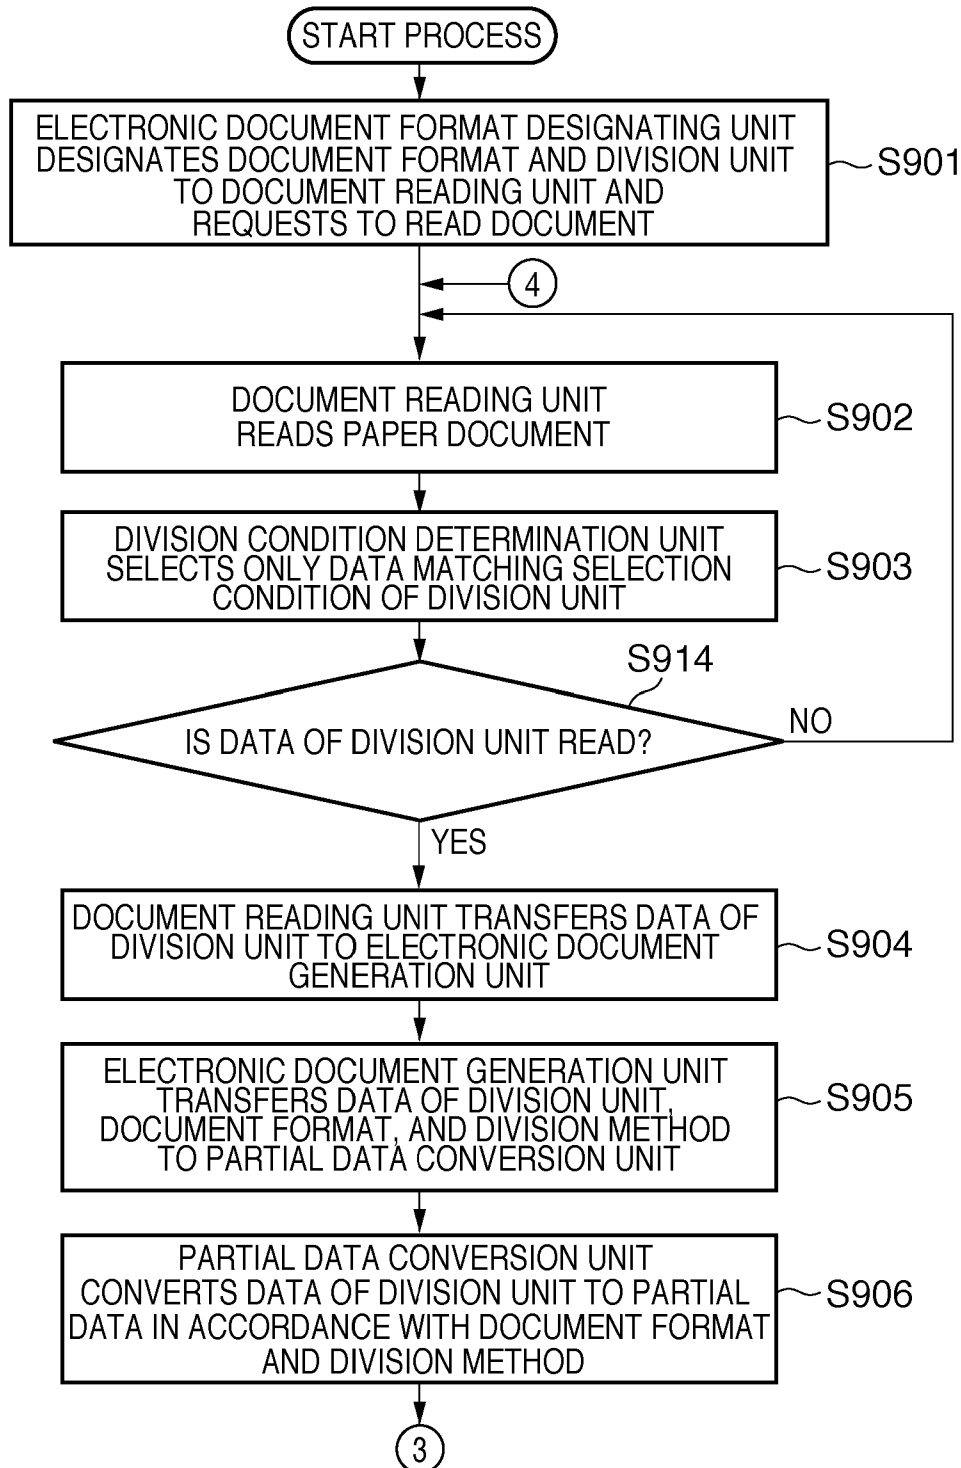 START PROCESS
ELECTRONIC DOCUMENT FORMAT DESIGNATING UNIT
DESIGNATES DOCUMENT FORMAT AND DIVISION UNIT
TO DOCUMENT READING UNIT AND
REQUESTS TO READ DOCUMENT
S901
4
DOCUMENT READING UNIT
READS PAPER DOCUMENT
S902
DIVISION CONDITION DETERMINATION UNIT
SELECTS ONLY DATA MATCHING SELECTION
CONDITION OF DIVISION UNIT
S903
S914
IS DATA OF DIVISION UNIT READ?
NO
YES
DOCUMENT READING UNIT TRANSFERS DATA OF
DIVISION UNIT TO ELECTRONIC DOCUMENT
GENERATION UNIT
S904
ELECTRONIC DOCUMENT GENERATION UNIT
TRANSFERS DATA OF DIVISION UNIT,
DOCUMENT FORMAT, AND DIVISION METHOD
TO PARTIAL DATA CONVERSION UNIT
S905
PARTIAL DATA CONVERSION UNIT
CONVERTS DATA OF DIVISION UNIT TO PARTIAL
DATA IN ACCORDANCE WITH DOCUMENT FORMAT
AND DIVISION METHOD
S906
3